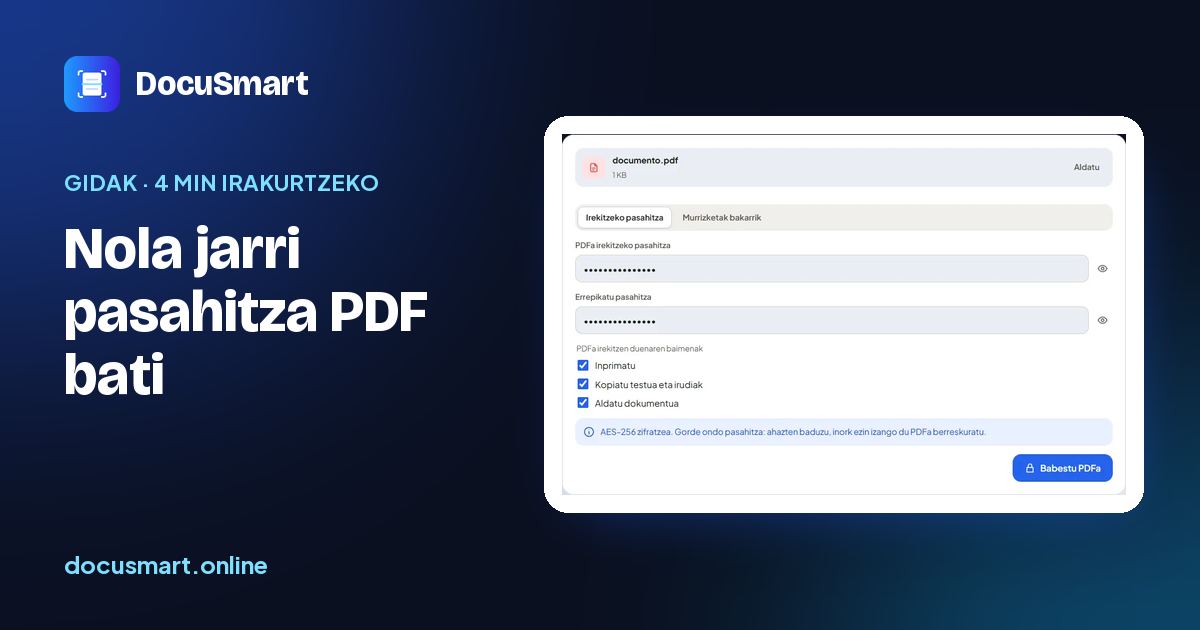 DocuSmart
GIDAK · 4 MIN IRAKURTZEKO
Nola jarri
pasahitza PDF
bati
docusmart.online
documento.pdf
1 KB
Aldatu
Irekitzeko pasahitza
Murrizketak bakarrik
PDFa irekitzeko pasahitza
•••••••••••••••
Errepikatu pasahitza
•••••••••••••••
PDFa irekitzen duenaren baimenak
Inprimatu
Kopiatu testua eta irudiak
Aldatu dokumentua
AES-256 zifratzea. Gorde ondo pasahitza: ahazten baduzu, inork ezin izango du PDFa berreskuratu.
Babestu PDFa